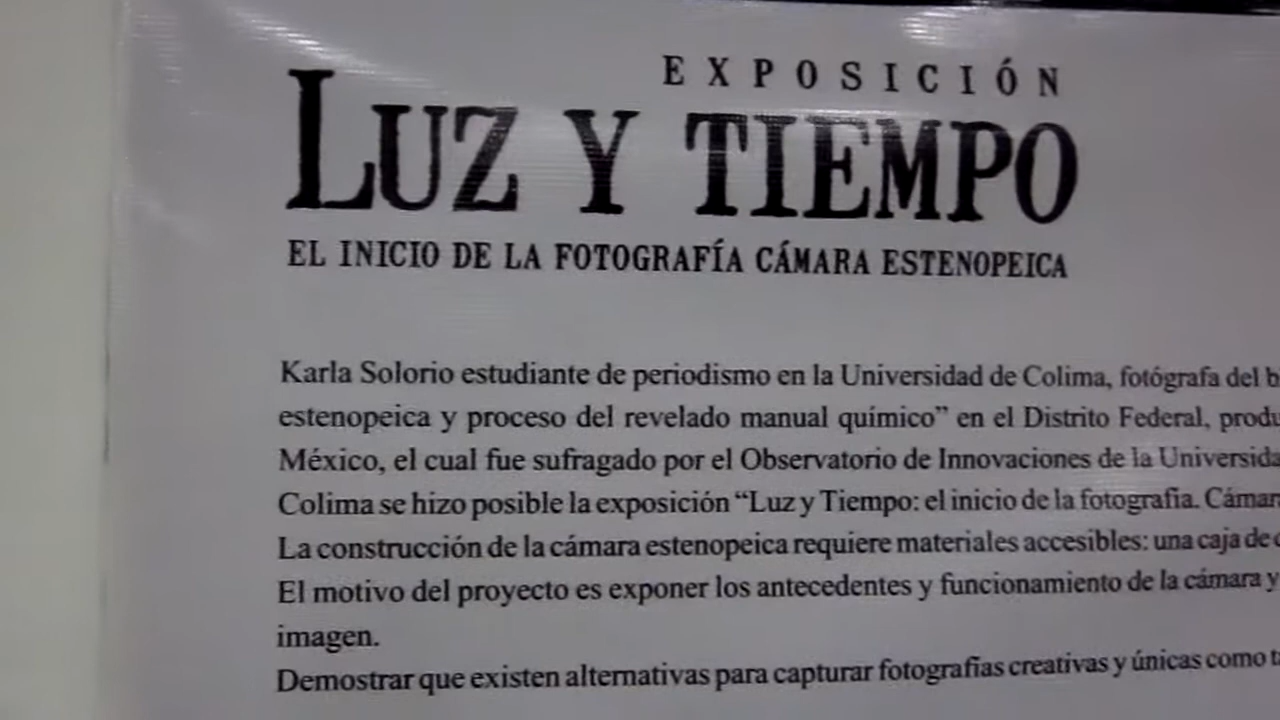 EXPOSICIÓN
LUZ Y TIEMPO
EL INICIO DE LA FOTOGRAFÍA CÁMARA ESTENOPEICA
Karla Solorio estudiante de periodismo en la Universidad de Colima, fotógrafa del
estenopeica y proceso del revelado manual químico” en el Distrito Federal,
México, el cual fue sufragado por el Observatorio de Innovaciones de la
Colima se hizo posible la exposición “Luz y Tiempo: el inicio de la fotografía.
La construcción de la cámara estenopeica requiere materiales accesibles: una caja de
El motivo del proyecto es exponer los antecedentes y funcionamiento de la cámara y
imagen.
Demostrar que existen alternativas para capturar fotografías creativas y únicas como